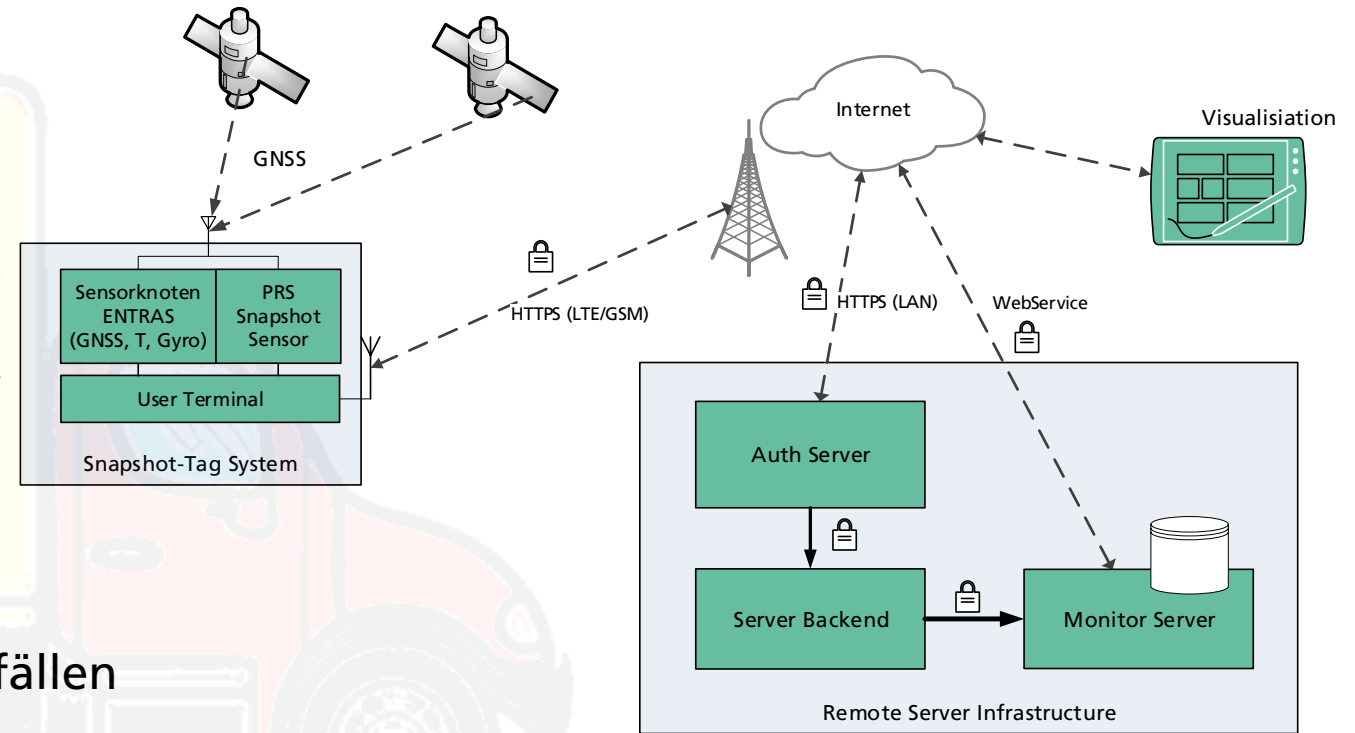 GNSS
Internet
Visualisiation
Sensorknoten
ENTRAS
(GNSS, T, Gyro)
PRS
Snapshot
Sensor
User Terminal
Snapshot-Tag System
HTTPS (LTE/GSM)
HTTPS (LAN)
WebService
Auth Server
Server Backend
Monitor Server
Remote Server Infrastructure
fällen